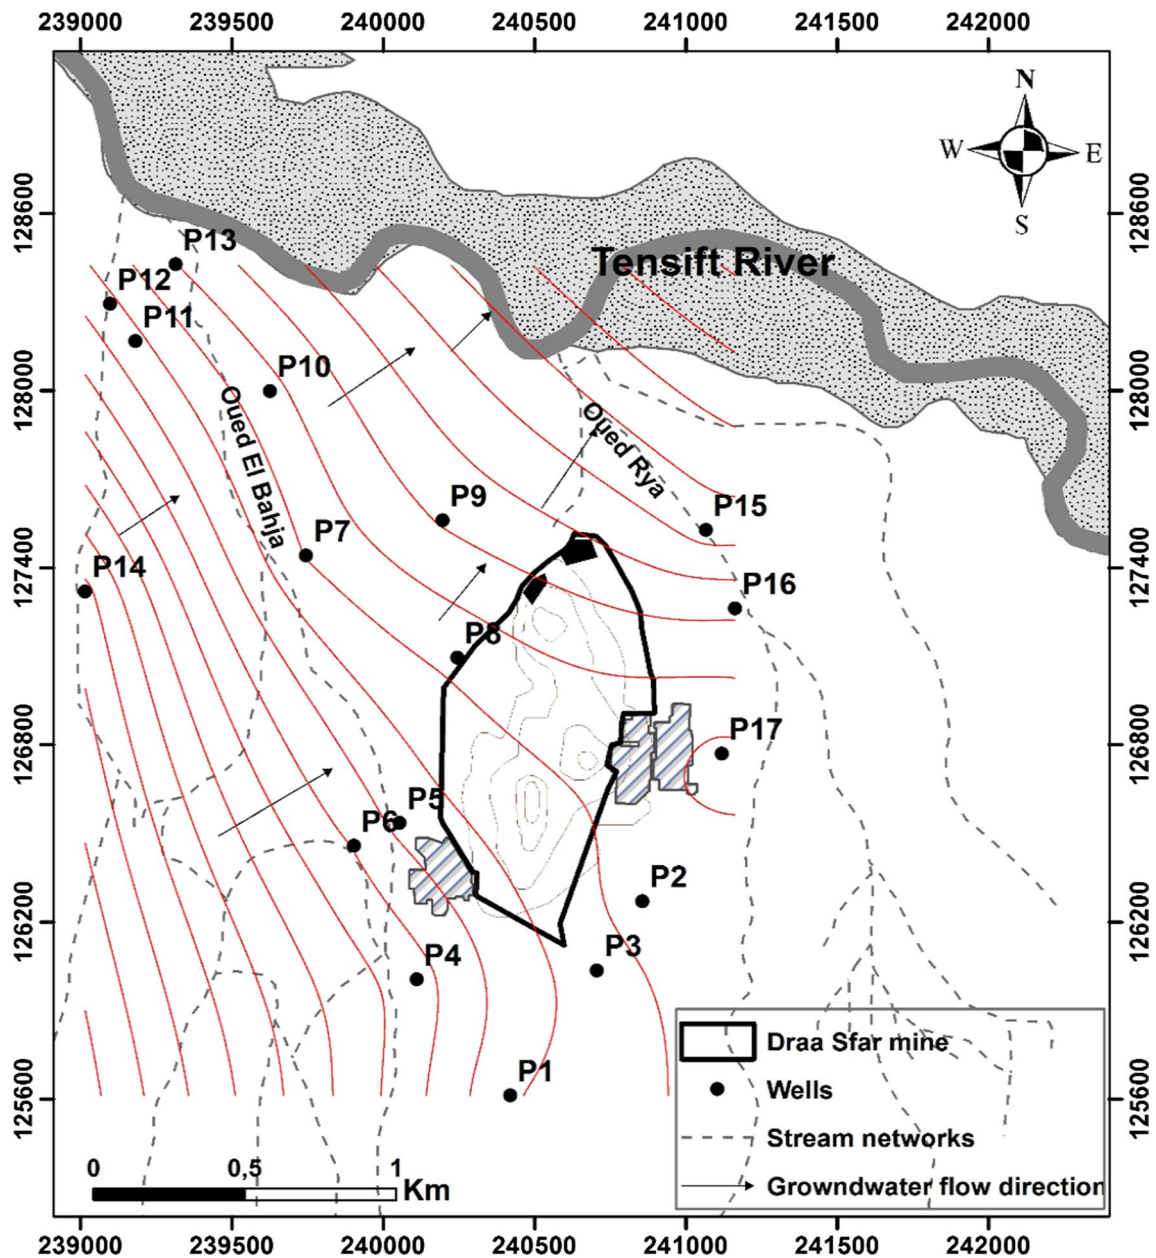 239000 239500 240000 240500 241000 241500 242000
N
W E
S
128600 128600
Tensift River
P13
P12
P11
128000 128000
P10
Oued El Bahja
Oued Rya
P9
P15
P7
127400 127400
P14
P16
P8
126800 126800
P17
P5
P6
P2
126200 126200
P3
P4
P1
125600 125600
Draa Sfar mine
Wells
Stream networks
Growndwater flow direction
0 0,5 1
Km
239000 239500 240000 240500 241000 241500 242000